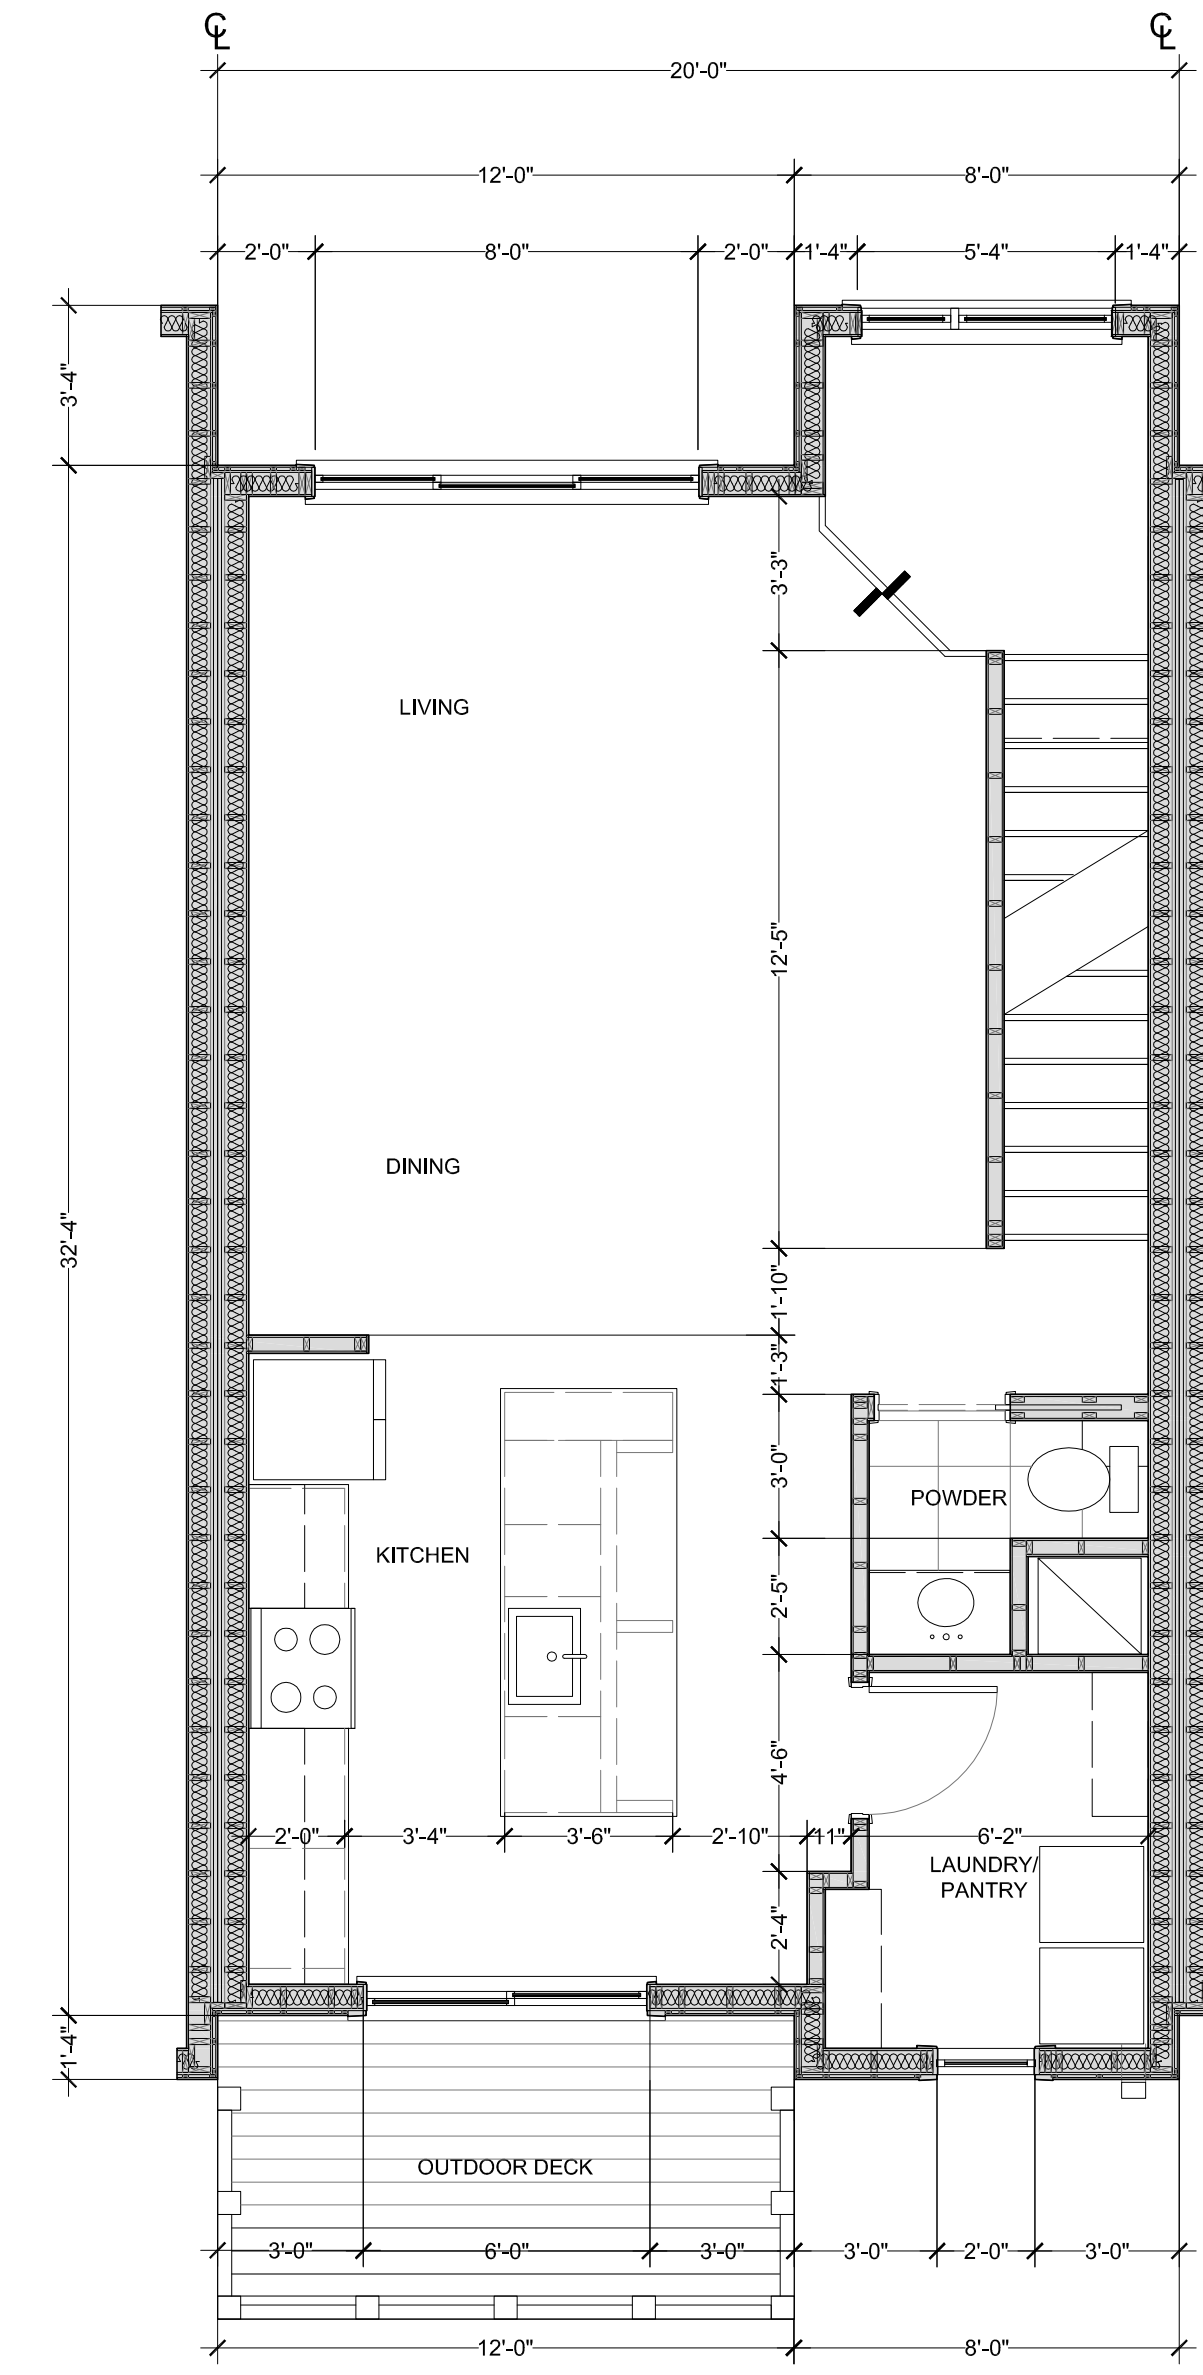 ℄ ℄
20'-0"
12'-0" 8'-0"
2'-0" 8'-0" 2'-0" 1'-4" 5'-4" 1'-4"
3'-4"
3'-3"
LIVING
12'-5"
DINING
32'-4"
1'-10"
1'-3"
3'-0"
POWDER
KITCHEN
2'-5"
4'-6"
2'-0" 3'-4" 3'-6" 2'-10" 11" 6'-2"
LAUNDRY/
PANTRY
2'-4"
1'-4"
OUTDOOR DECK
3'-0" 6'-0" 3'-0" 3'-0" 2'-0" 3'-0"
12'-0" 8'-0"